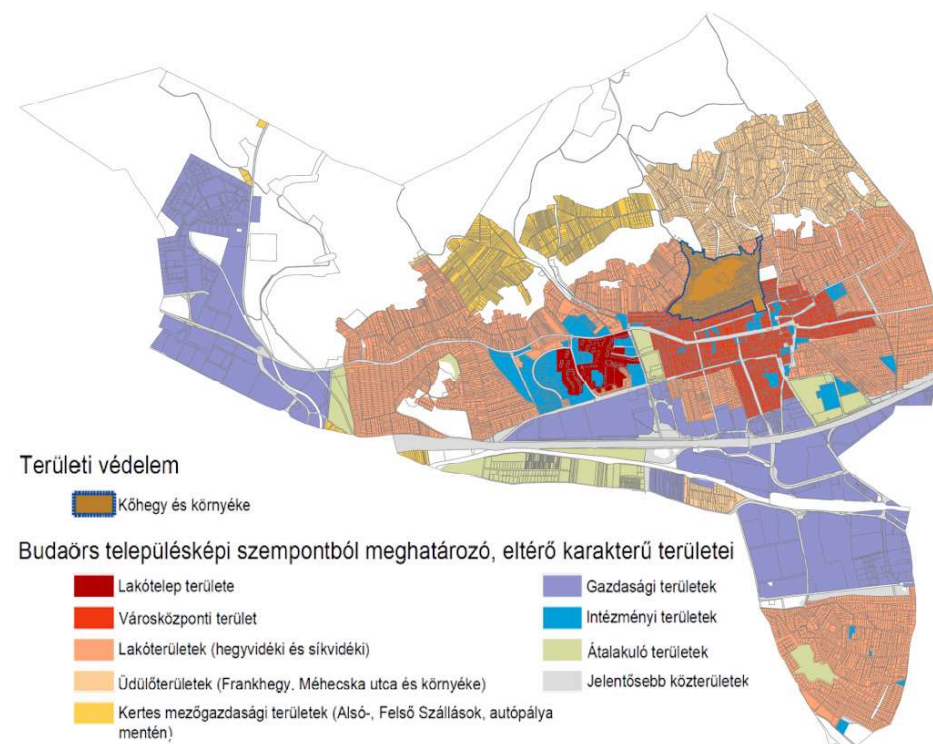 Területi védelem
Kőhegy és környéke
Budaörs településképi szempontból meghatározó, eltérő karakterű területei
Lakótelep területe
Városközponti terület
Lakóterületek (hegyvidéki és síkvidéki)
Üdülőterületek (Frankhegy, Méhecska utca és környéke)
Kertes mezőgazdasági területek (Alsó-, Felső Szállások, autópálya
mentén)
Gazdasági területek
Intézményi területek
Átalakuló területek
Jelentősebb közterületek